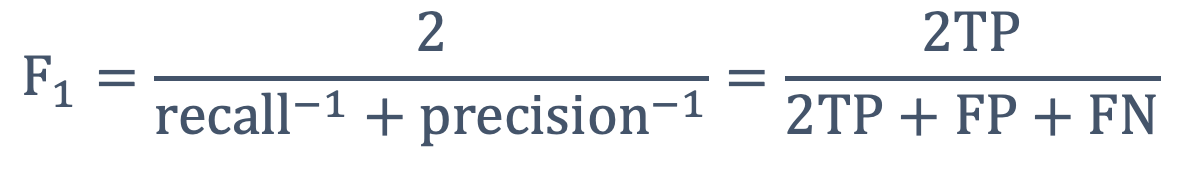 F₁ = 2 / (recall⁻¹ + precision⁻¹) = 2TP / (2TP + FP + FN)